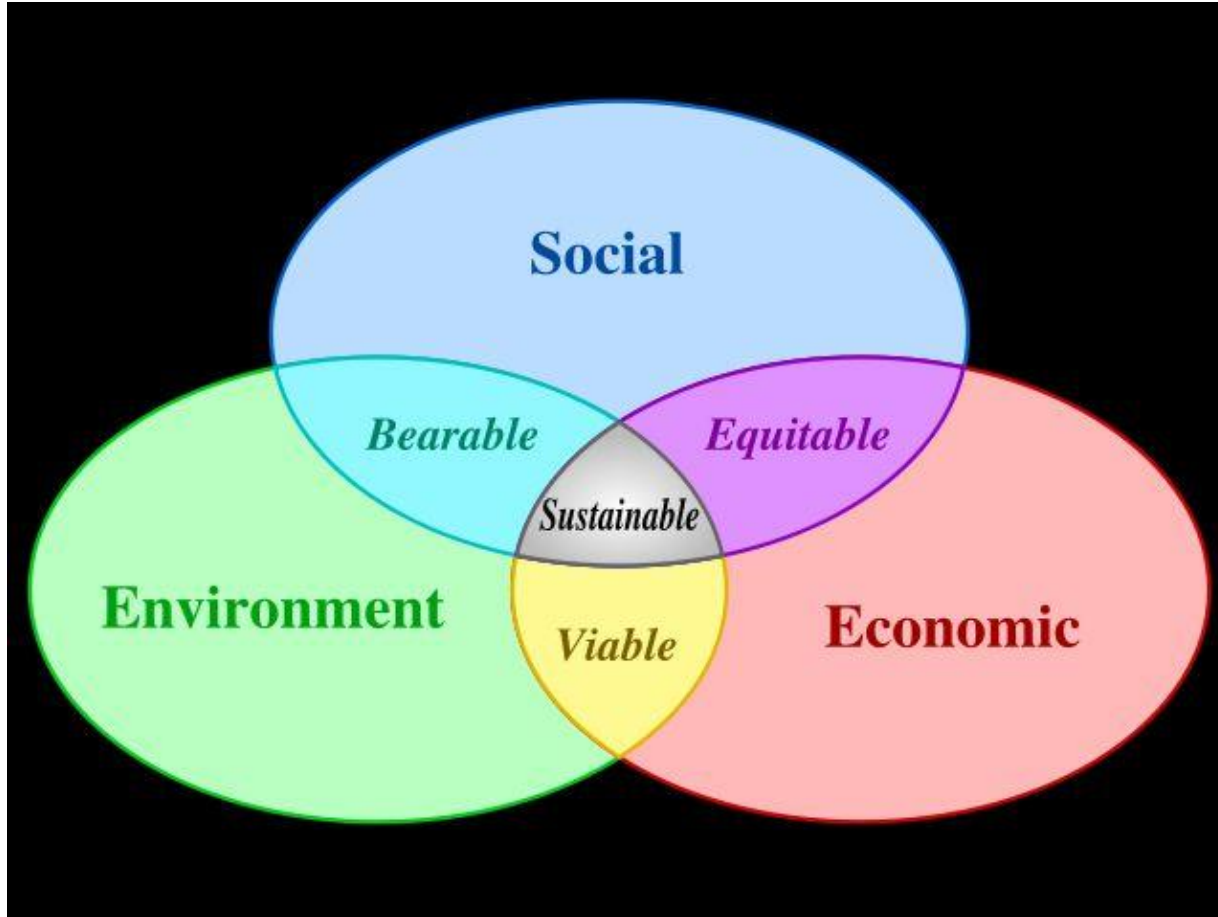 Social
Bearable
Equitable
Sustainable
Environment
Economic
Viable